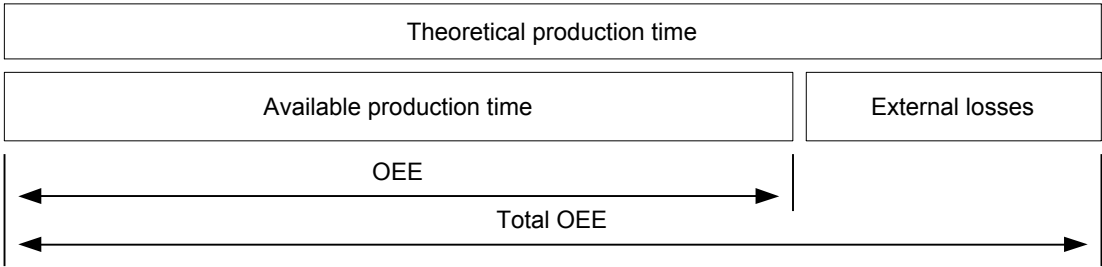 Theoretical production time
Available production time
External losses
OEE
Total OEE